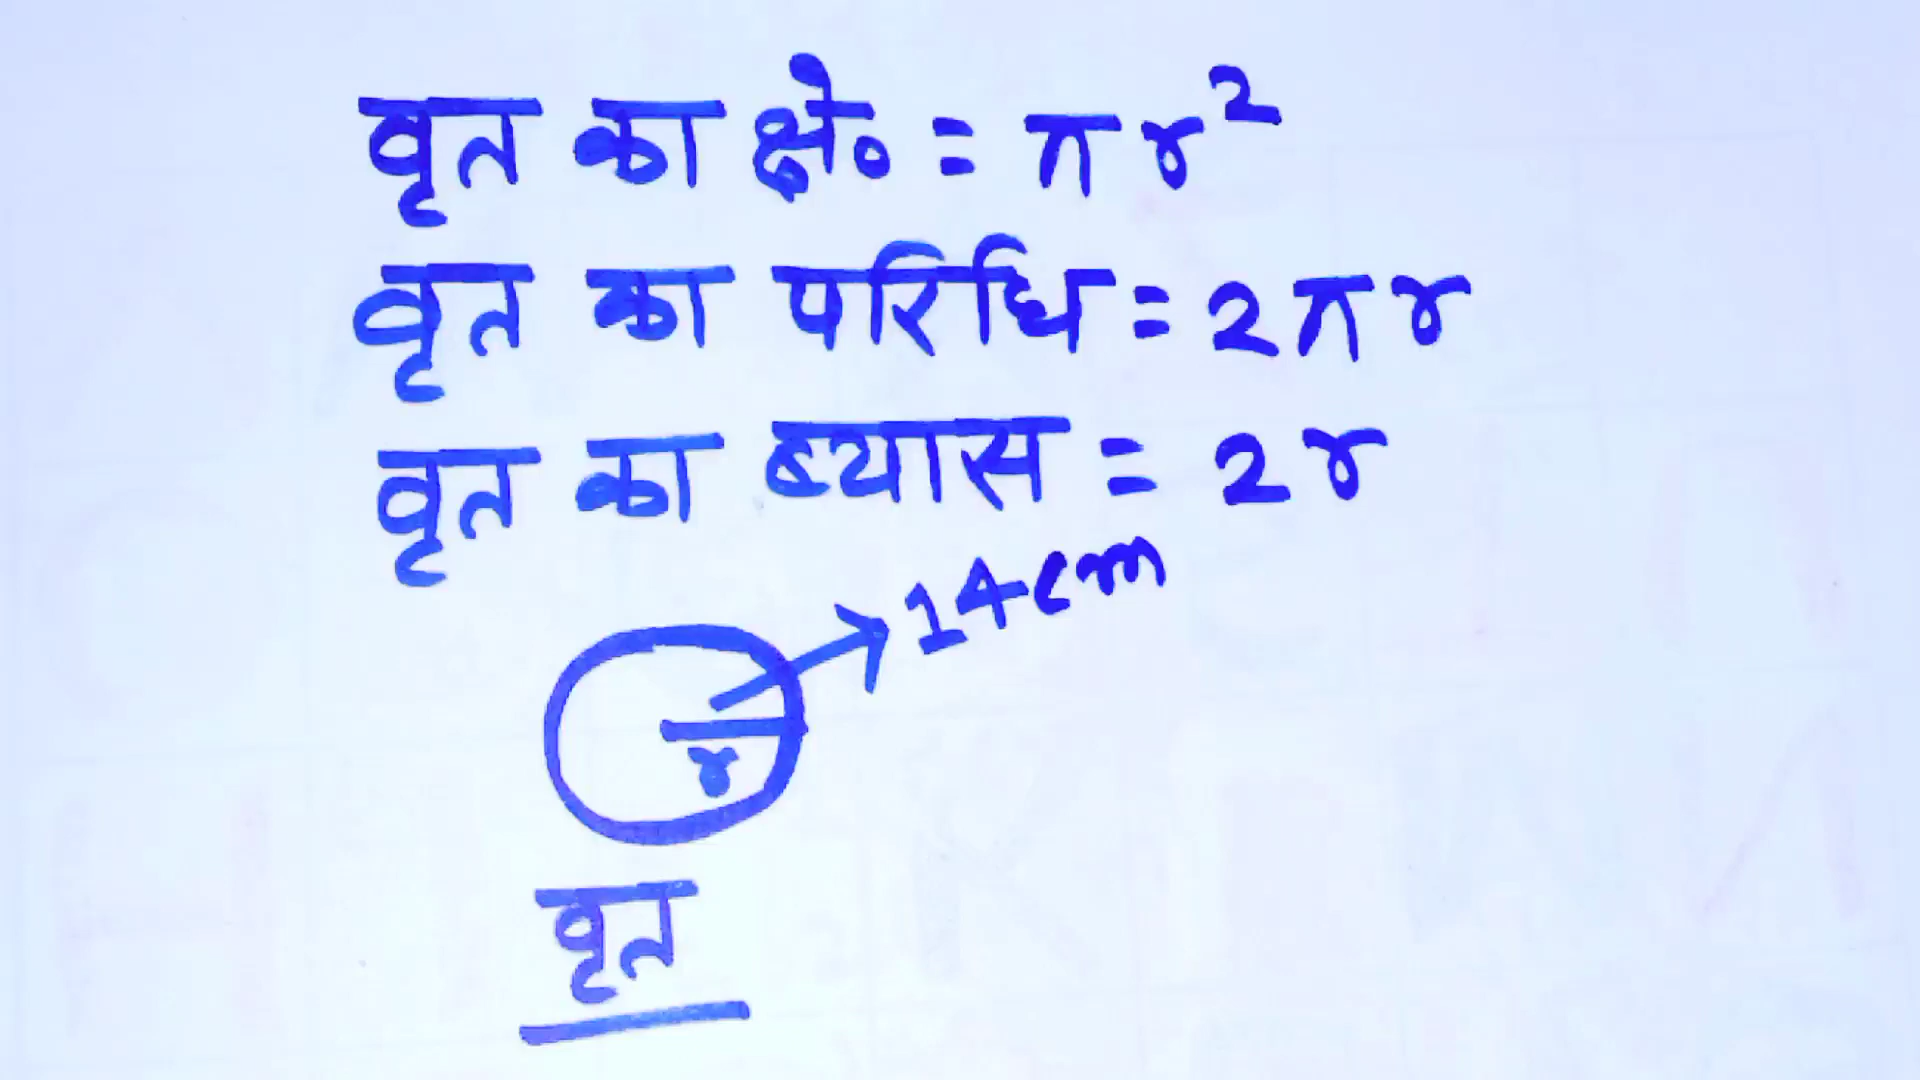 वृत का क्षे० = πr²
वृत का परिधि = 2πr
वृत का ब्यास = 2r
14cm
r
वृत